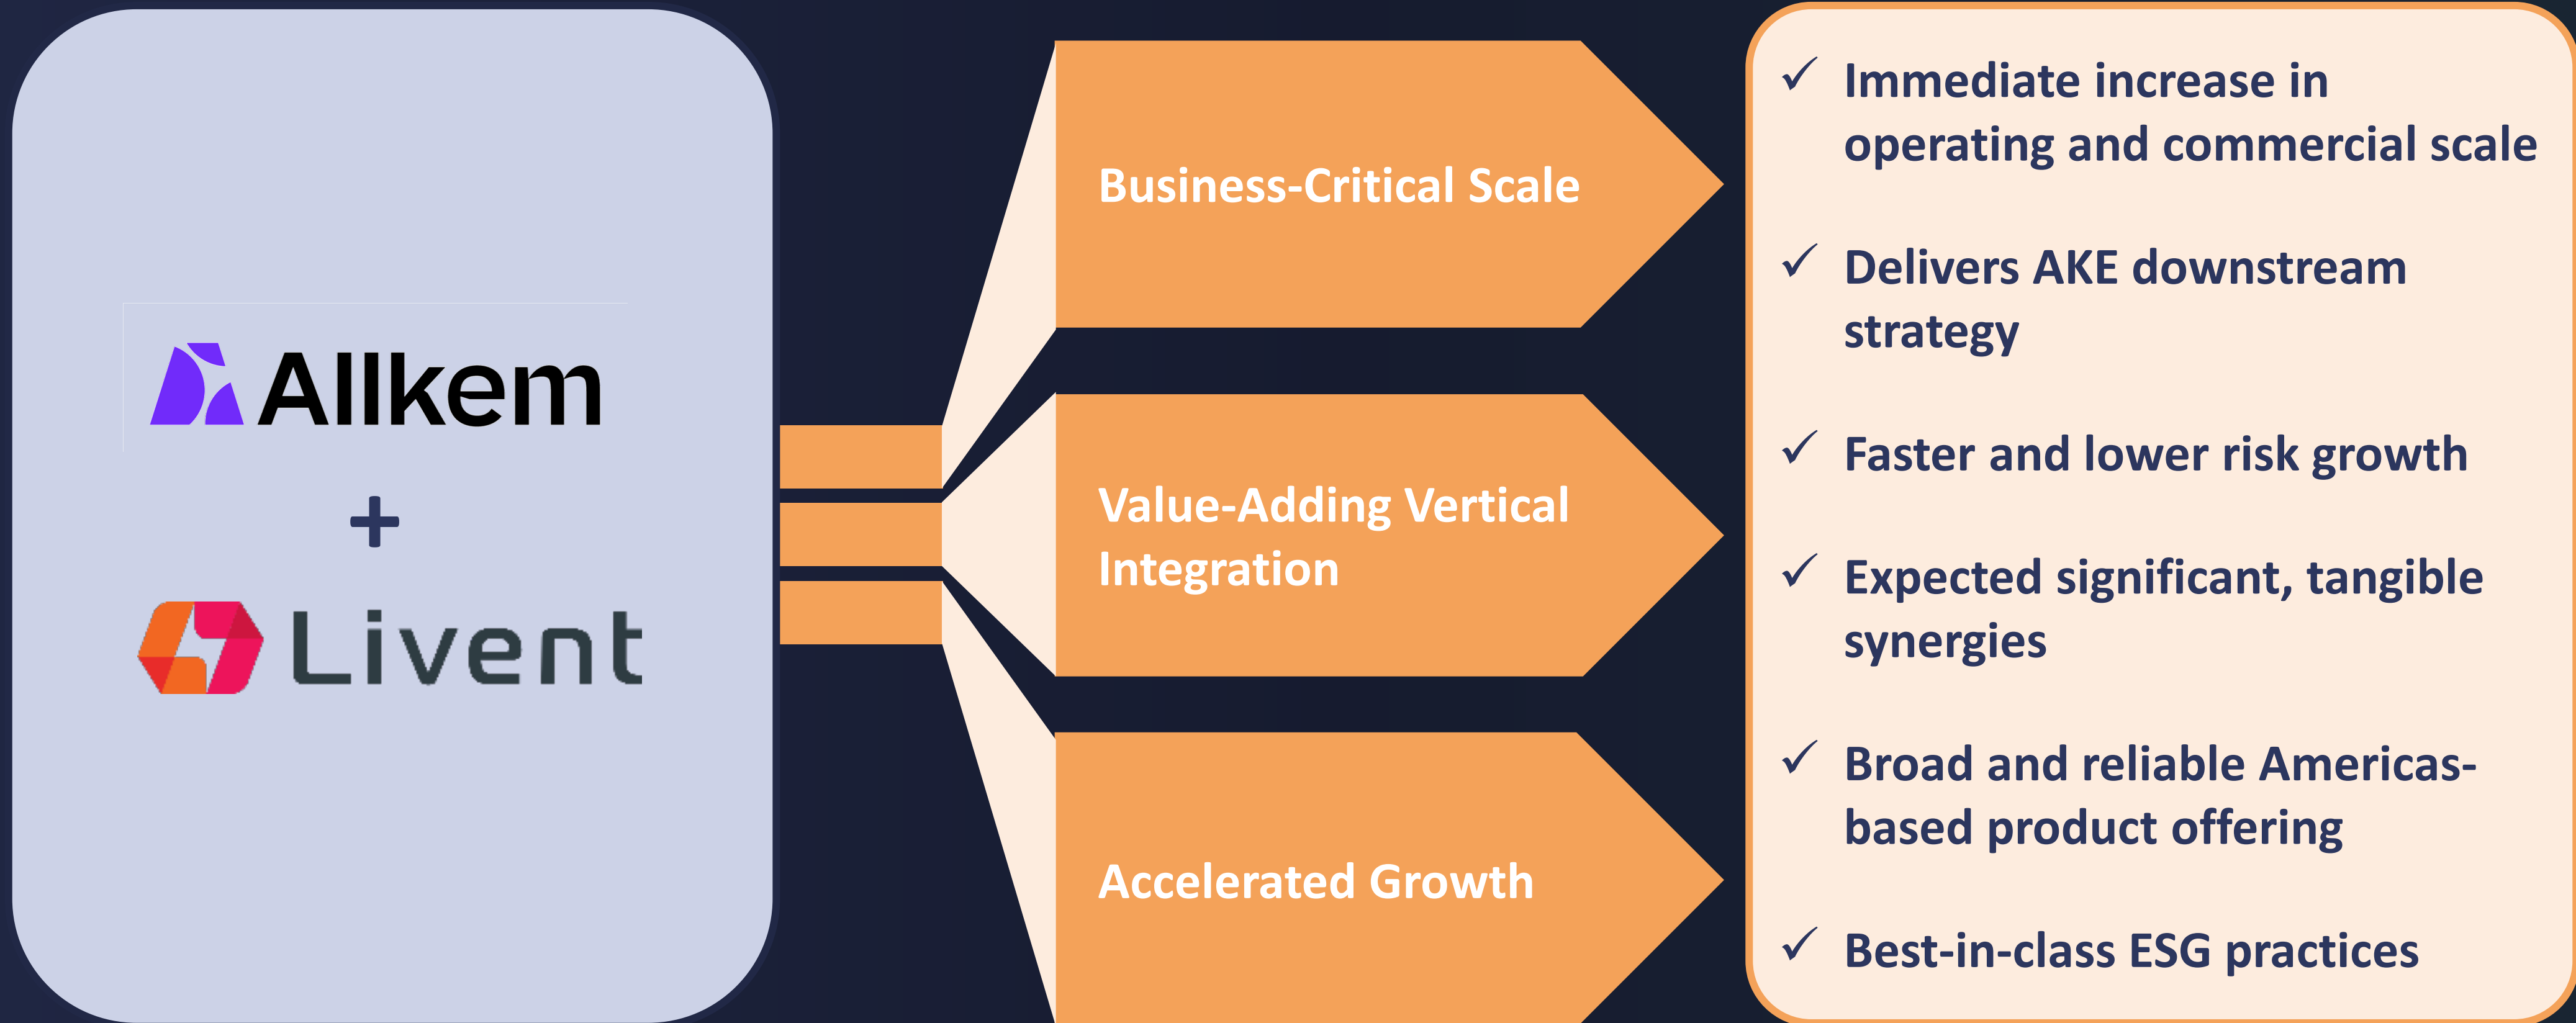 Allkem
+
Livent
Business-Critical Scale
Value-Adding Vertical
Integration
Accelerated Growth
✓ Immediate increase in
operating and commercial scale
✓ Delivers AKE downstream
strategy
✓ Faster and lower risk growth
✓ Expected significant, tangible
synergies
✓ Broad and reliable Americas-
based product offering
✓ Best-in-class ESG practices